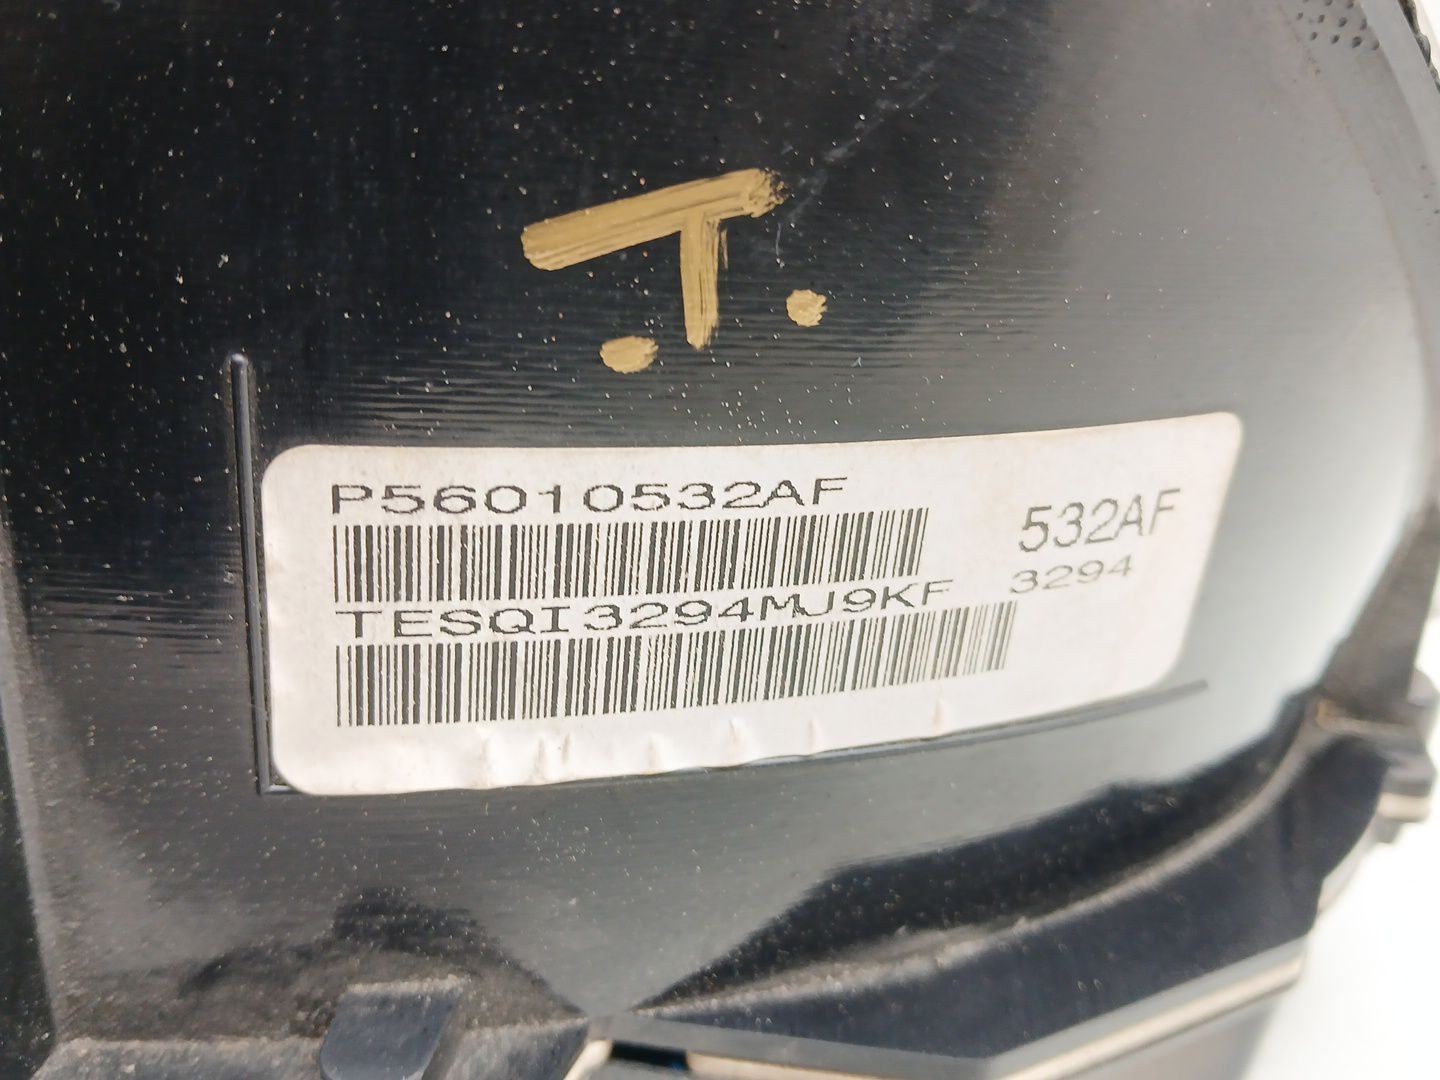 .T.
P56010532AF
532AF
TESQI3294MJ9KF
3294